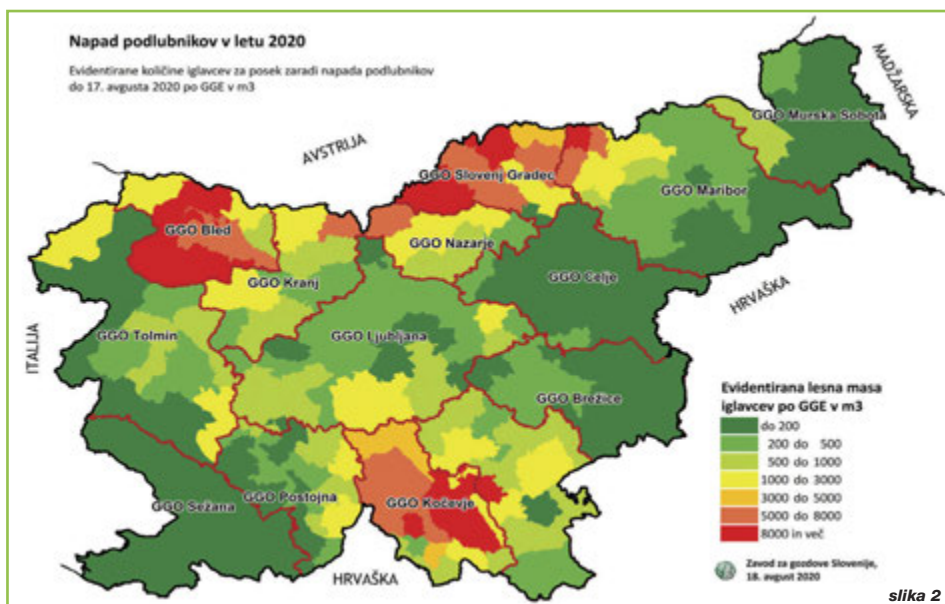 Napad podlubnikov v letu 2020
Evidentirane količine iglavcev za posek zaradi napada podlubnikov
do 17. avgusta 2020 po GGE v m3
MADŽARSKA
AVSTRIJA
GGO Murska Sobota
GGO Slovenj Gradec
GGO Maribor
GGO Bled
GGO Nazarje
GGO Celje
GGO Kranj
HRVAŠKA
ITALIJA
GGO Tolmin
GGO Ljubljana
GGO Brežice
GGO Sežana
GGO Postojna
GGO Kočevje
HRVAŠKA
Evidentirana lesna masa
iglavcev po GGE v m3
do 200
200 do 500
500 do 1000
1000 do 3000
3000 do 5000
5000 do 8000
8000 in več
Zavod za gozdove Slovenije,
18. avgust 2020
slika 2